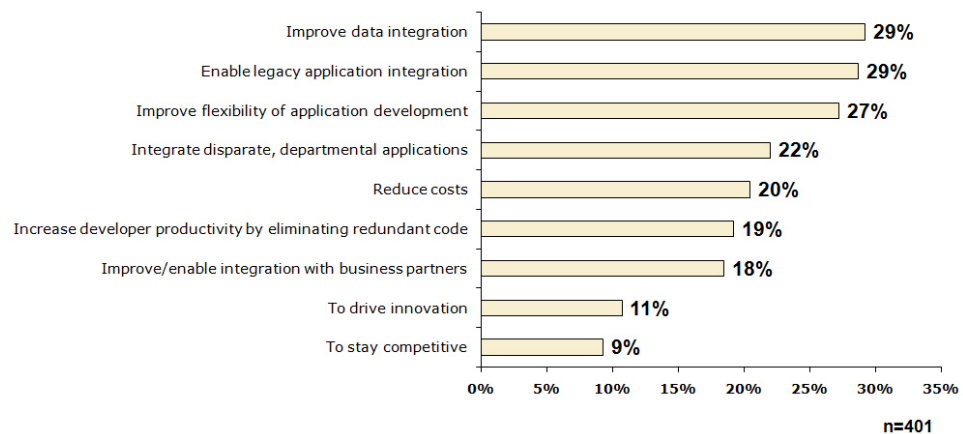 Improve data integration 29%
Enable legacy application integration 29%
Improve flexibility of application development 27%
Integrate disparate, departmental applications 22%
Reduce costs 20%
Increase developer productivity by eliminating redundant code 19%
Improve/enable integration with business partners 18%
To drive innovation 11%
To stay competitive 9%
0% 5% 10% 15% 20% 25% 30% 35%
n=401